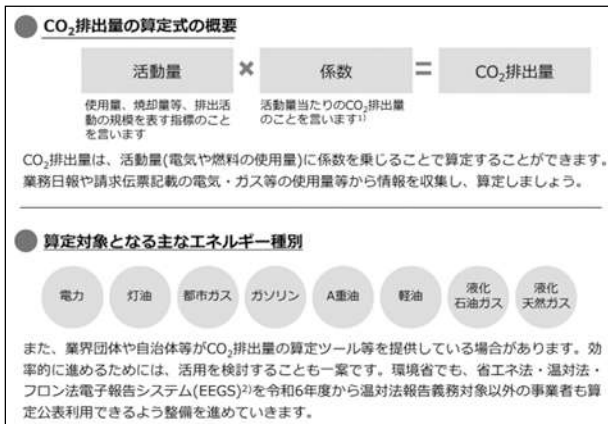 CO₂排出量の算定式の概要
活動量 × 係数 = CO₂排出量
使用量、焼却量等、排出活
動の規模を表す指標のこと
を言います
活動量当たりのCO₂排出量
のことを言います¹⁾
CO₂排出量は、活動量(電気や燃料の使用量)に係数を乗じることで算定することができます。
業務日報や請求伝票記載の電気・ガス等の使用量等から情報を収集し、算定しましょう。
算定対象となる主なエネルギー種別
電力 灯油 都市ガス ガソリン A重油 軽油 液化石油ガス 液化天然ガス
また、業界団体や自治体等がCO₂排出量の算定ツール等を提供している場合があります。効
率的に進めるためには、活用を検討することも一案です。環境省でも、省エネ法・温対法・
フロン法電子報告システム(EEGS)²⁾を令和6年度から温対法報告義務対象以外の事業者も算
定公表利用できるよう整備を進めていきます。